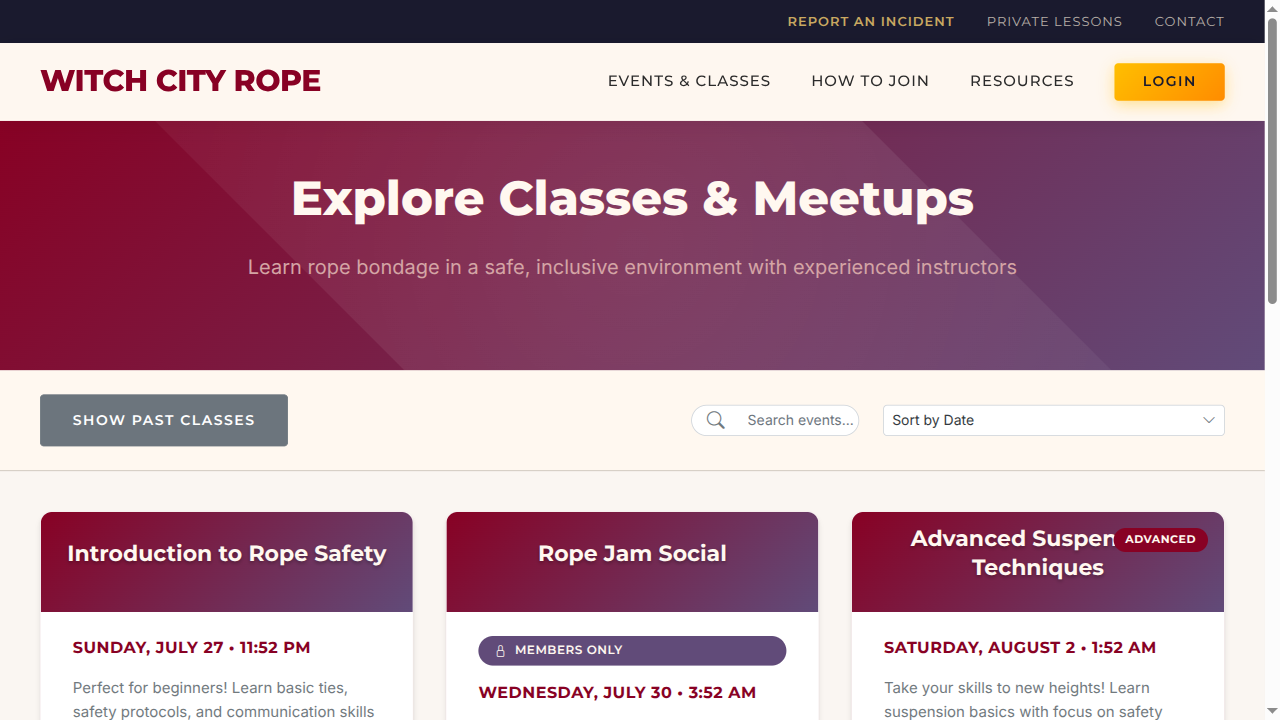 REPORT AN INCIDENT PRIVATE LESSONS CONTACT
WITCH CITY ROPE
EVENTS & CLASSES HOW TO JOIN RESOURCES LOGIN
Explore Classes & Meetups
Learn rope bondage in a safe, inclusive environment with experienced instructors
SHOW PAST CLASSES
Search events...
Sort by Date
Introduction to Rope Safety
SUNDAY, JULY 27 • 11:52 PM
Perfect for beginners! Learn basic ties,
safety protocols, and communication skills
Rope Jam Social
MEMBERS ONLY
WEDNESDAY, JULY 30 • 3:52 AM
Advanced Suspen
ADVANCED
Techniques
SATURDAY, AUGUST 2 • 1:52 AM
Take your skills to new heights! Learn
suspension basics with focus on safety